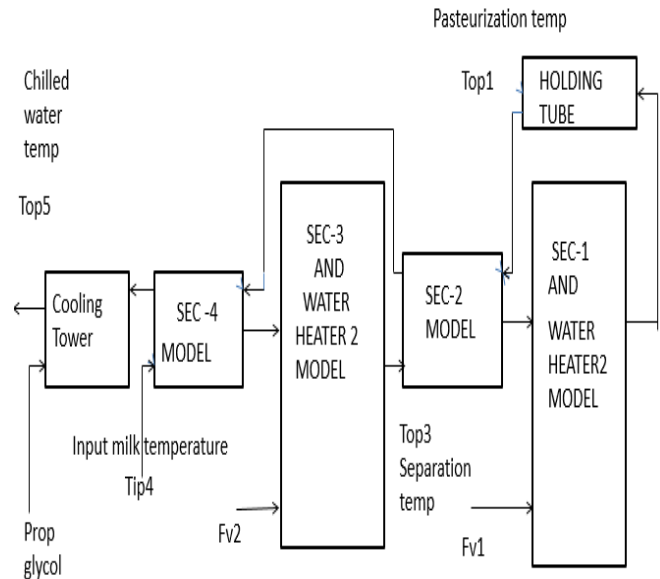 Pasteurization temp
Chilled
water
temp
Top5
Top1
HOLDING
TUBE
SEC-3
AND
WATER
HEATER 2
MODEL
SEC-1
AND
WATER
HEATER2
MODEL
SEC-2
MODEL
Cooling
Tower
SEC -4
MODEL
Input milk temperature
Tip4
Top3
Separation
temp
Fv2
Fv1
Prop
glycol